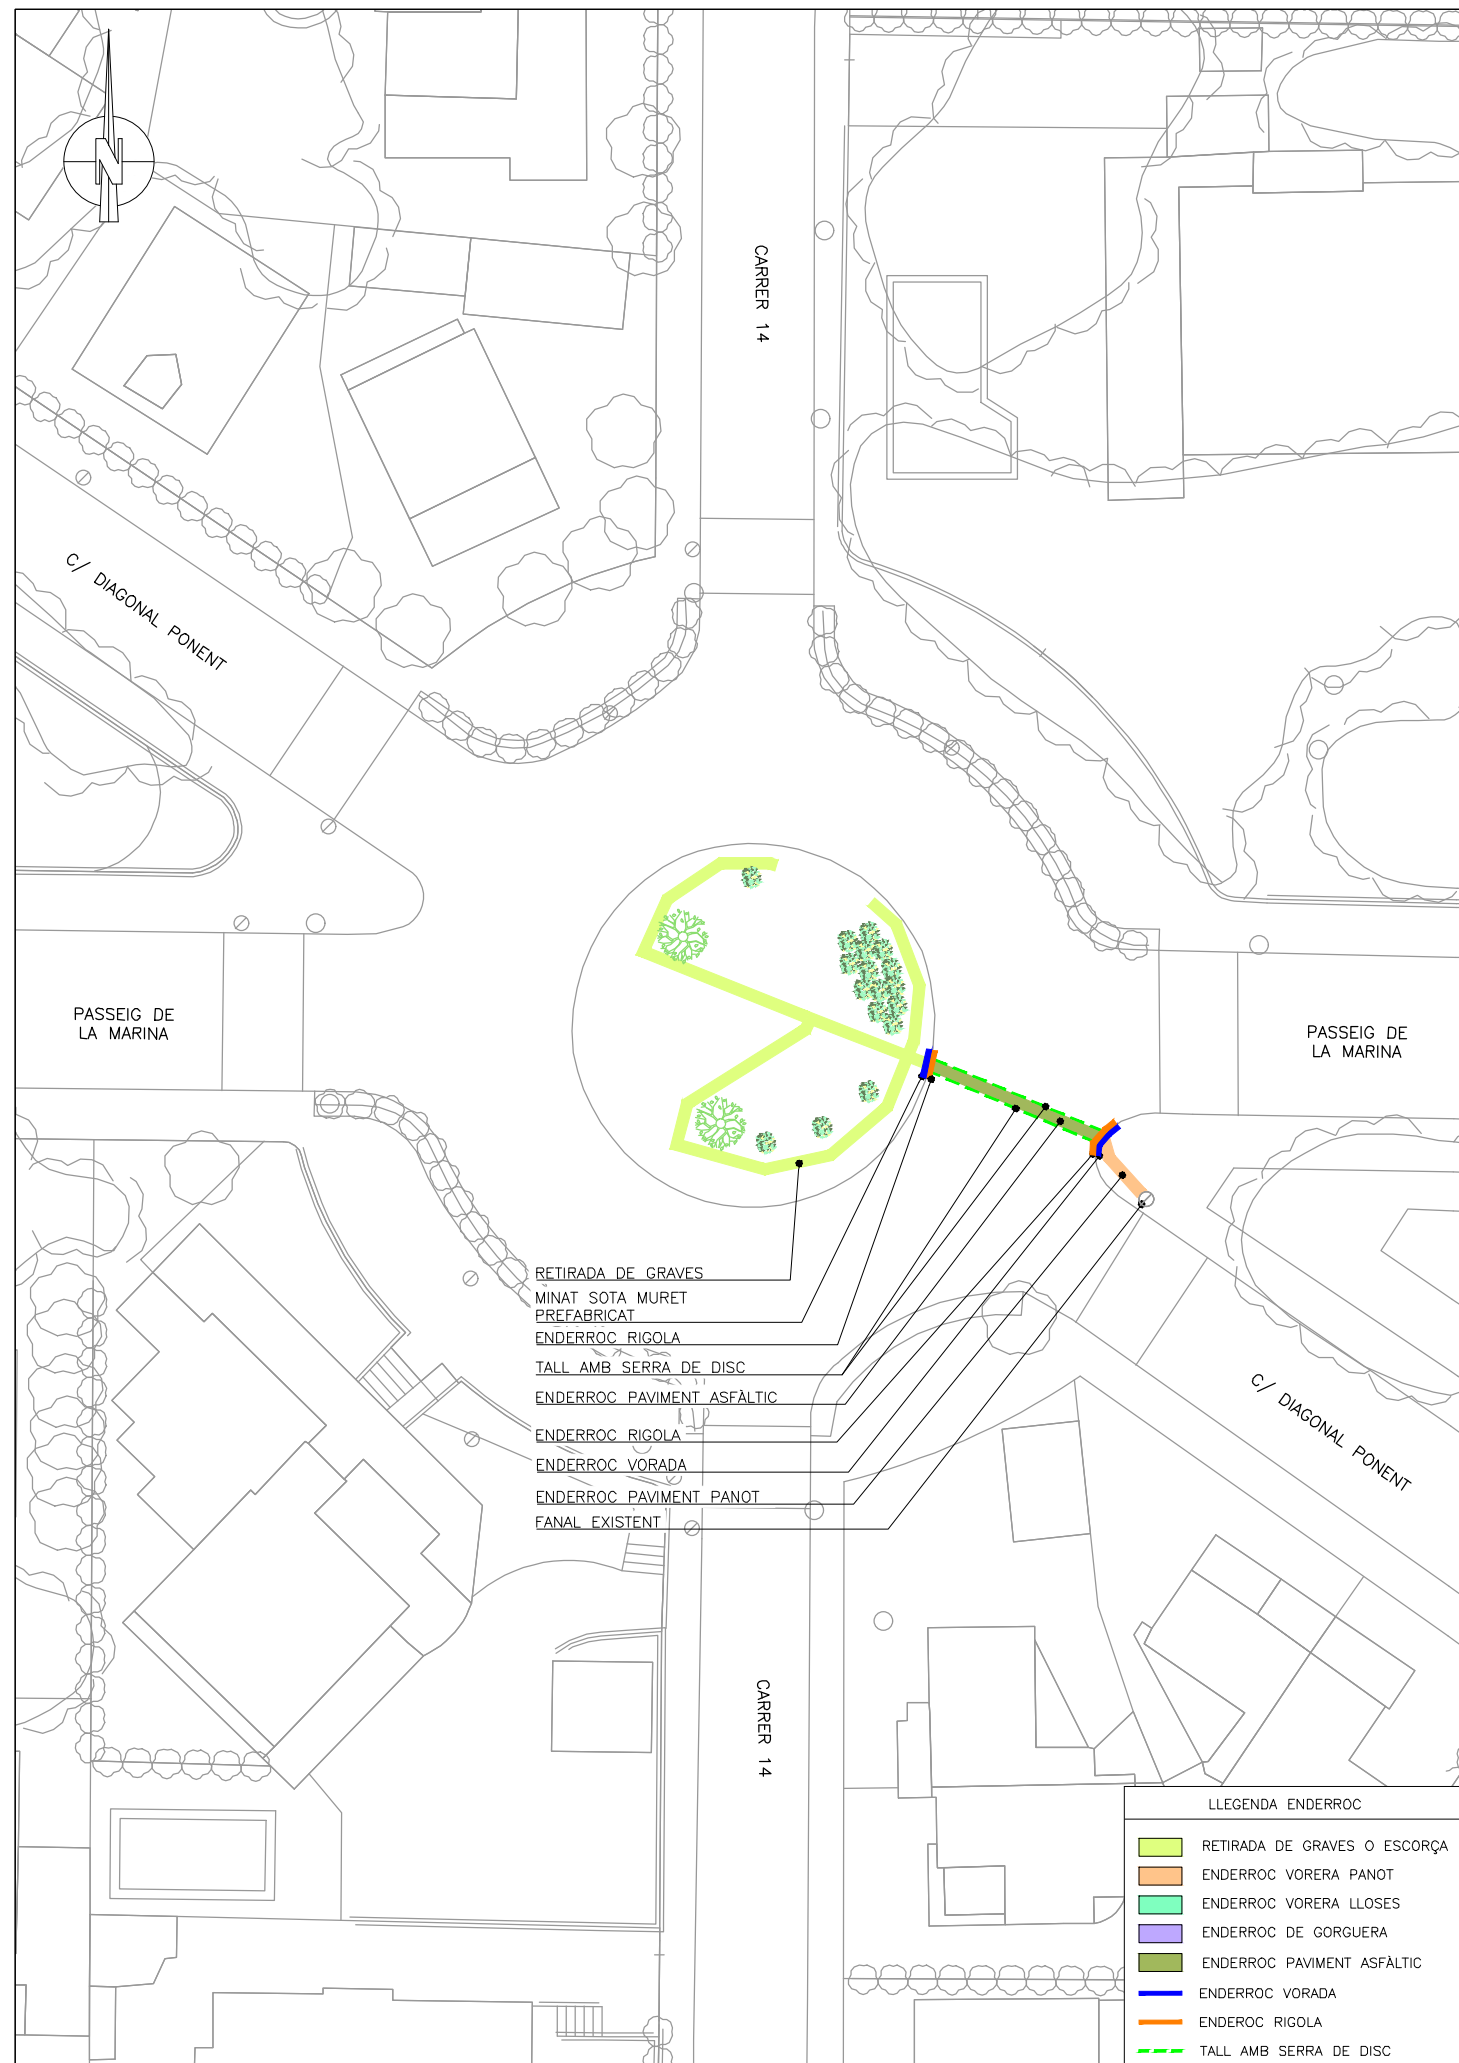 N
CARRER 14
C/ DIAGONAL PONENT
PASSEIG DE
LA MARINA
PASSEIG DE
LA MARINA
RETIRADA DE GRAVES
MINAT SOTA MURET
PREFABRICAT
ENDERROC RIGOLA
TALL AMB SERRA DE DISC
ENDERROC PAVIMENT ASFÀLTIC
ENDERROC RIGOLA
ENDERROC VORADA
ENDERROC PAVIMENT PANOT
FANAL EXISTENT
C/ DIAGONAL PONENT
CARRER 14
LLEGENDA ENDERROC
RETIRADA DE GRAVES O ESCORÇA
ENDERROC VORERA PANOT
ENDERROC VORERA LLOSES
ENDERROC DE GORGUERA
ENDERROC PAVIMENT ASFÀLTIC
ENDERROC VORADA
ENDEROC RIGOLA
TALL AMB SERRA DE DISC